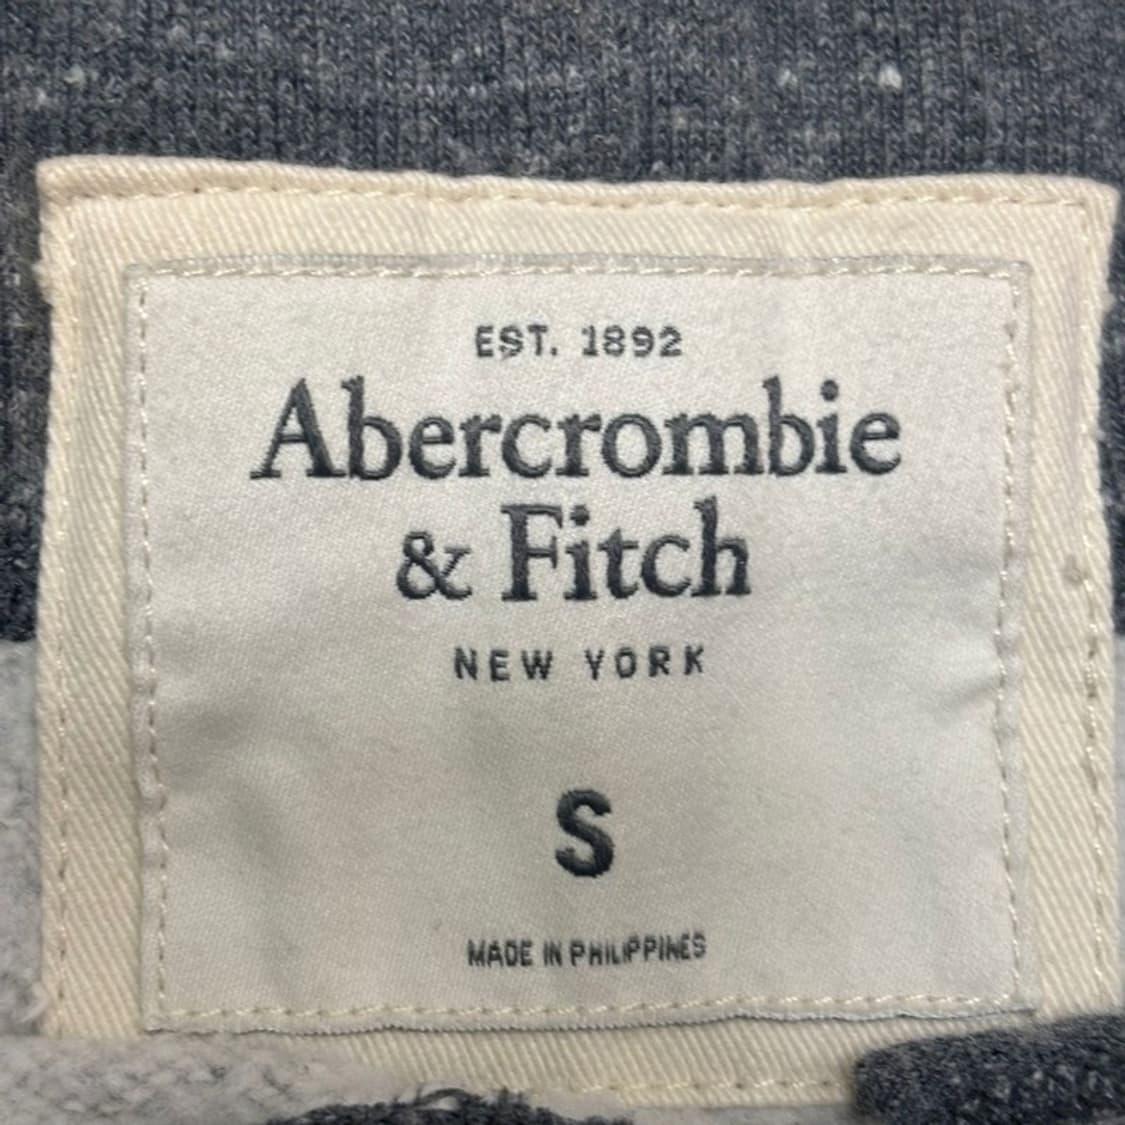 EST. 1892
Abercrombie
& Fitch
NEW YORK
S
MADE IN PHILIPPINES